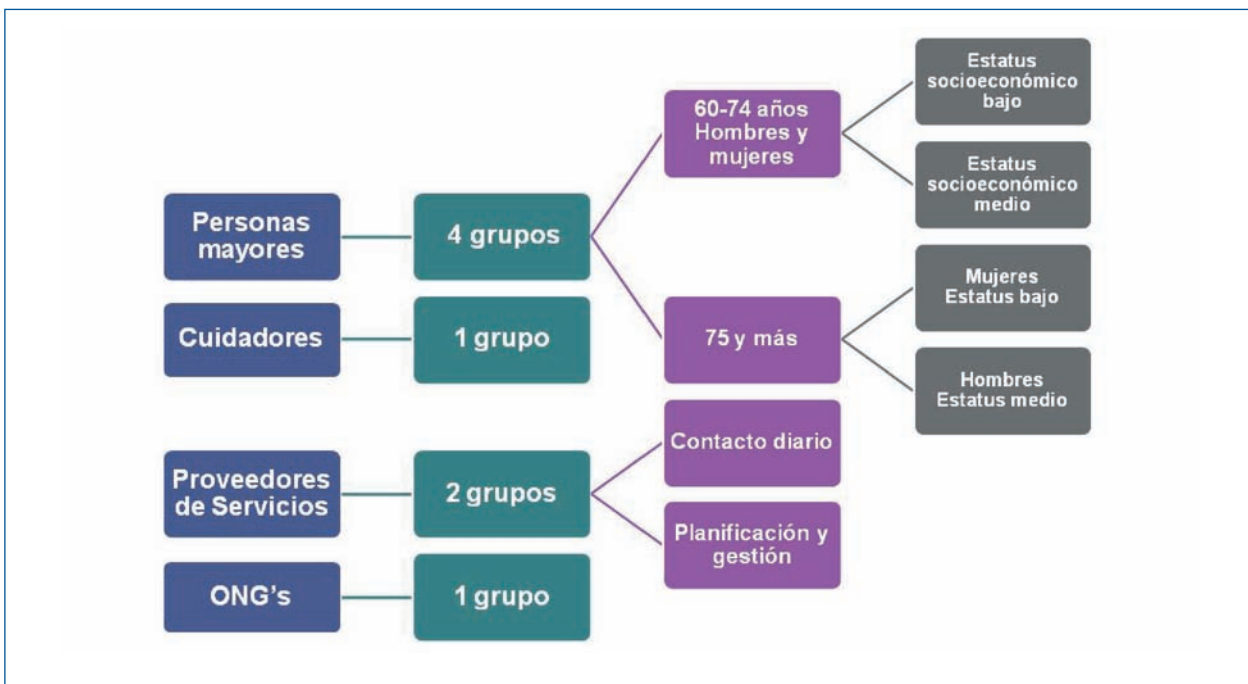 Personas
mayores
4 grupos
60-74 años
Hombres y
mujeres
Estatus
socioeconómico
bajo
Estatus
socioeconómico
medio
75 y más
Mujeres
Estatus bajo
Hombres
Estatus medio
Cuidadores
1 grupo
Proveedores
de Servicios
2 grupos
Contacto diario
Planificación y
gestión
ONG's
1 grupo